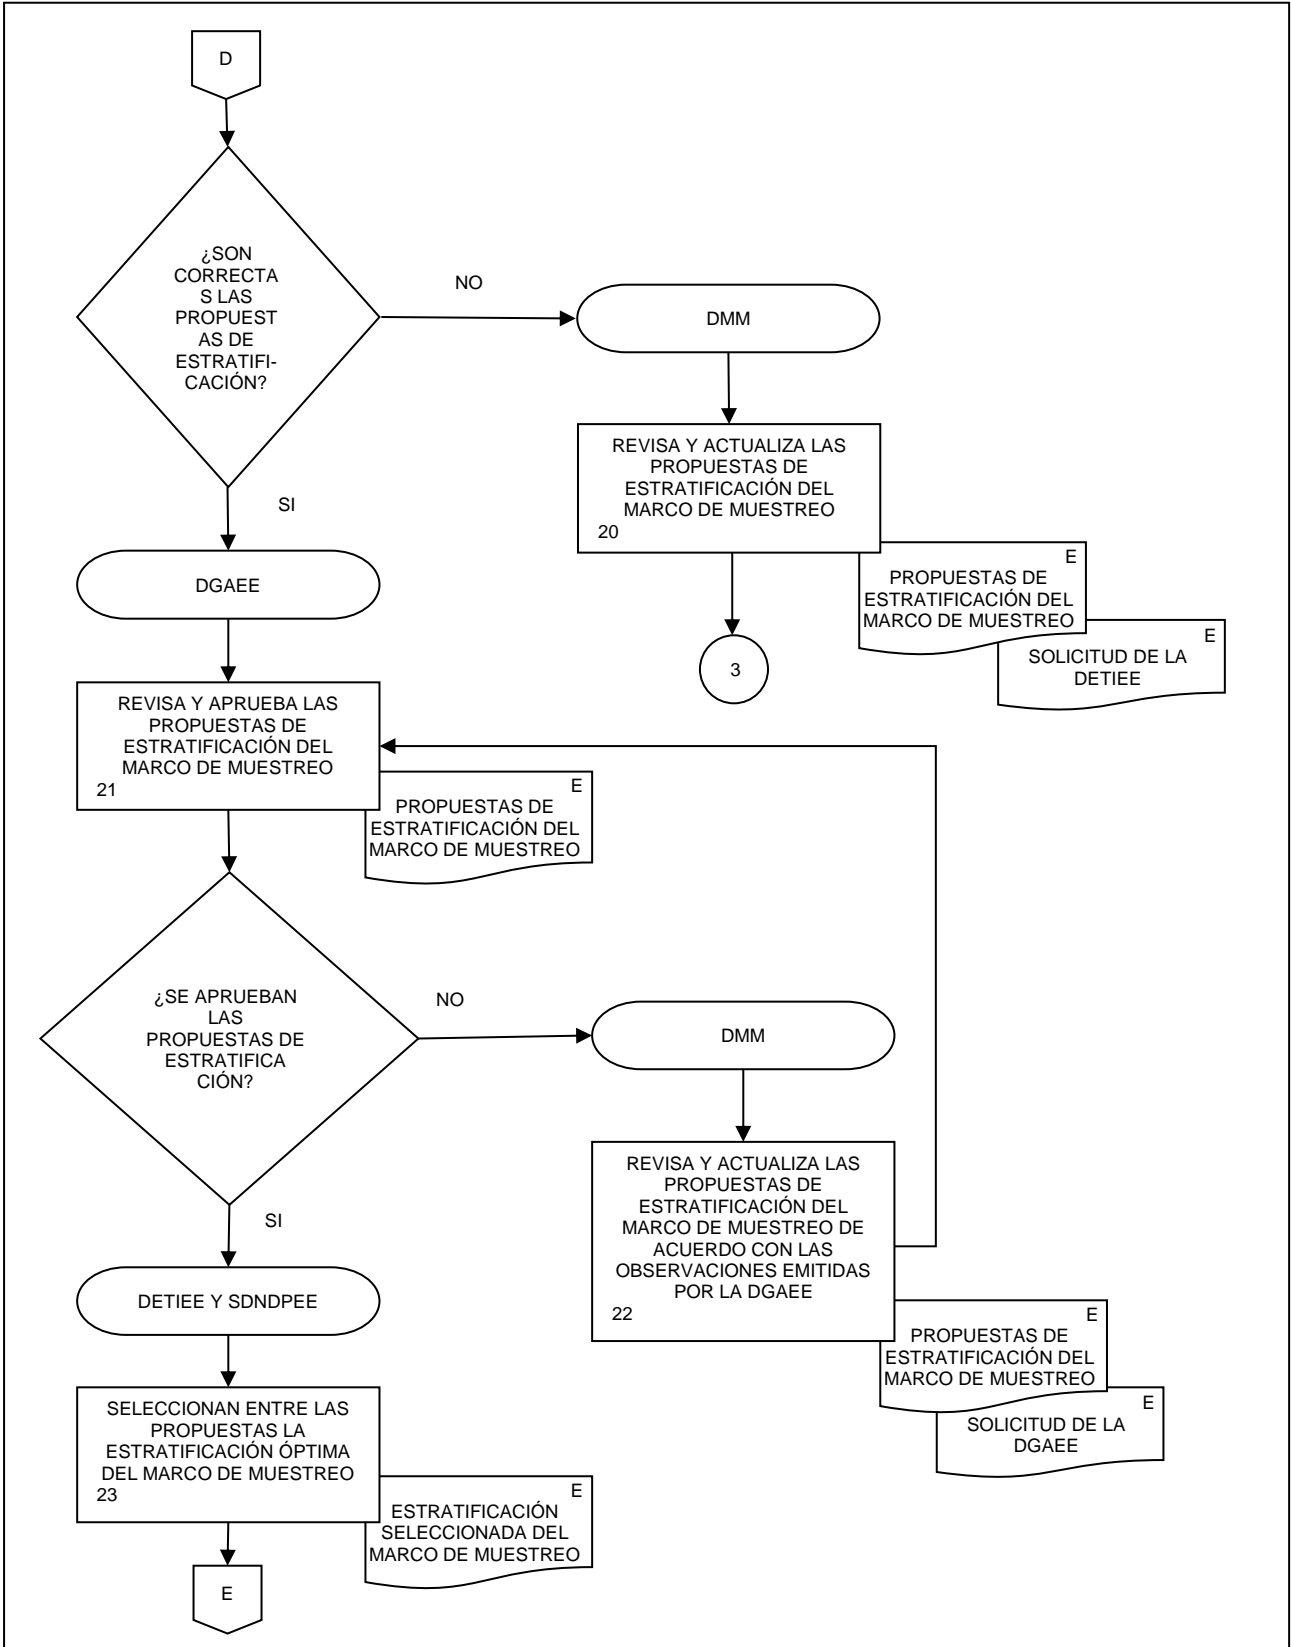 D
¿SON
CORRECTA
S LAS
PROPUEST
AS DE
ESTRATIFI-
CACIÓN?
NO
DMM
REVISA Y ACTUALIZA LAS
PROPUESTAS DE
ESTRATIFICACIÓN DEL
MARCO DE MUESTREO
20
E
PROPUESTAS DE
ESTRATIFICACIÓN DEL
MARCO DE MUESTREO
E
SOLICITUD DE LA
DETIEE
3
SI
DGAEE
REVISA Y APRUEBA LAS
PROPUESTAS DE
ESTRATIFICACIÓN DEL
MARCO DE MUESTREO
21
E
PROPUESTAS DE
ESTRATIFICACIÓN DEL
MARCO DE MUESTREO
¿SE APRUEBAN
LAS
PROPUESTAS DE
ESTRATIFICA
CIÓN?
NO
DMM
REVISA Y ACTUALIZA LAS
PROPUESTAS DE
ESTRATIFICACIÓN DEL
MARCO DE MUESTREO DE
ACUERDO CON LAS
OBSERVACIONES EMITIDAS
POR LA DGAEE
22
E
PROPUESTAS DE
ESTRATIFICACIÓN DEL
MARCO DE MUESTREO
E
SOLICITUD DE LA
DGAEE
SI
DETIEE Y SDNDPEE
SELECCIONAN ENTRE LAS
PROPUESTAS LA
ESTRATIFICACIÓN ÓPTIMA
DEL MARCO DE MUESTREO
23
E
ESTRATIFICACIÓN
SELECCIONADA DEL
MARCO DE MUESTREO
E